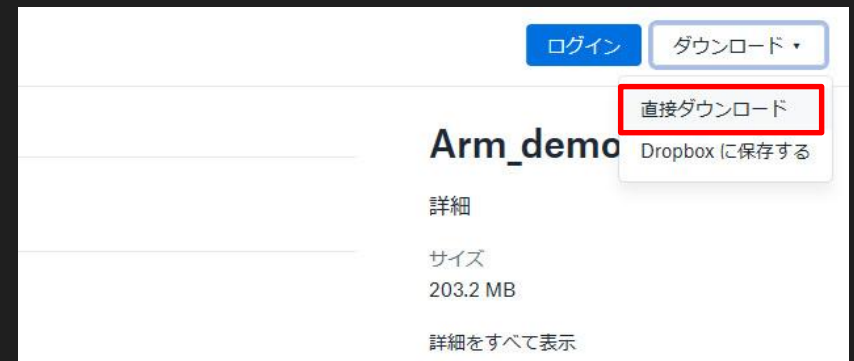 ログイン
ダウンロード
直接ダウンロード
Dropbox に保存する
Arm_demo
詳細
サイズ
203.2 MB
詳細をすべて表示